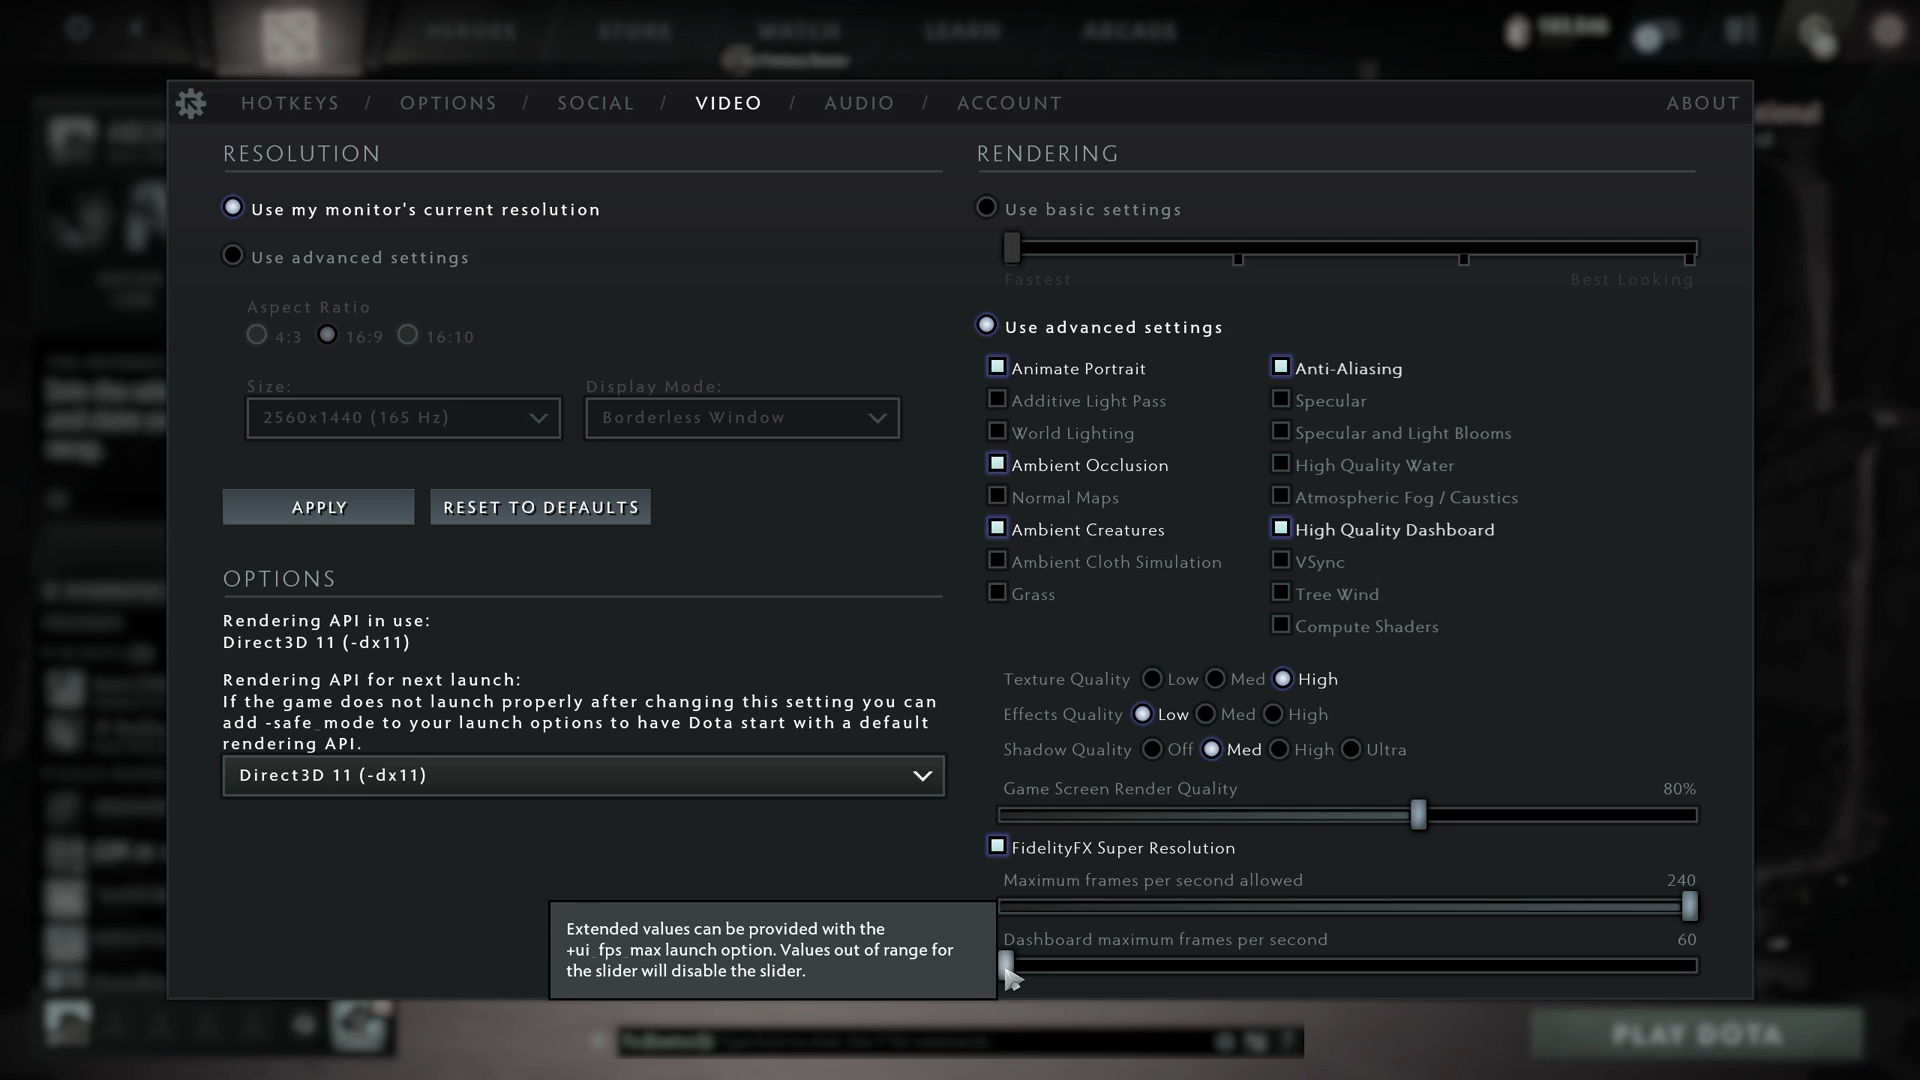 HEROES
STORE
WATCH
LEARN
ARCADE
HOTKEYS / OPTIONS / SOCIAL / VIDEO / AUDIO / ACCOUNT
ABOUT
RESOLUTION
Use my monitor's current resolution
Use advanced settings
Aspect Ratio
4:3 16:9 16:10
Size:
2560x1440 (165 Hz)
Display Mode:
Borderless Window
APPLY
RESET TO DEFAULTS
OPTIONS
Rendering API in use:
Direct3D 11 (-dx11)
Rendering API for next launch:
If the game does not launch properly after changing this setting you can
add -safe_mode to your launch options to have Dota start with a default
rendering API.
Direct3D 11 (-dx11)
RENDERING
Use basic settings
Fastest
Best Looking
Use advanced settings
Animate Portrait
Additive Light Pass
World Lighting
Ambient Occlusion
Normal Maps
Ambient Creatures
Ambient Cloth Simulation
Grass
Anti-Aliasing
Specular
Specular and Light Blooms
High Quality Water
Atmospheric Fog / Caustics
High Quality Dashboard
VSync
Tree Wind
Compute Shaders
Texture Quality Low Med High
Effects Quality Low Med High
Shadow Quality Off Med High Ultra
Game Screen Render Quality 80%
FidelityFX Super Resolution
Maximum frames per second allowed 240
Dashboard maximum frames per second 60
Extended values can be provided with the
+ui_fps_max launch option. Values out of range for
the slider will disable the slider.
PLAY DOTA